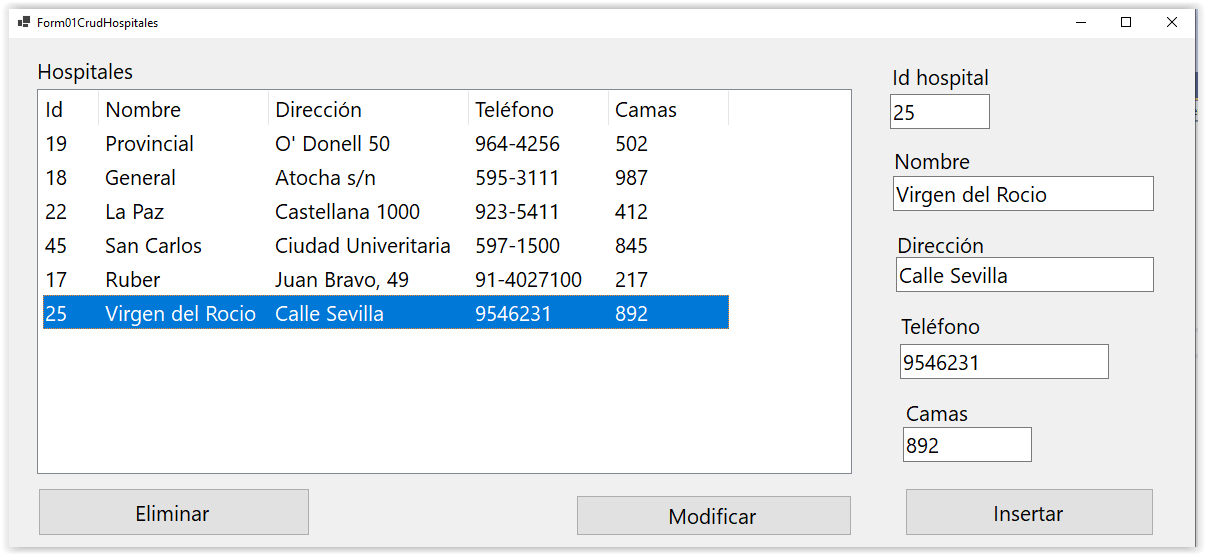 Form01CrudHospitales
Hospitales
Id Nombre Dirección Teléfono Camas
19 Provincial O' Donell 50 964-4256 502
18 General Atocha s/n 595-3111 987
22 La Paz Castellana 1000 923-5411 412
45 San Carlos Ciudad Univeritaria 597-1500 845
17 Ruber Juan Bravo, 49 91-4027100 217
25 Virgen del Rocio Calle Sevilla 9546231 892
Id hospital
25
Nombre
Virgen del Rocio
Dirección
Calle Sevilla
Teléfono
9546231
Camas
892
Eliminar
Modificar
Insertar